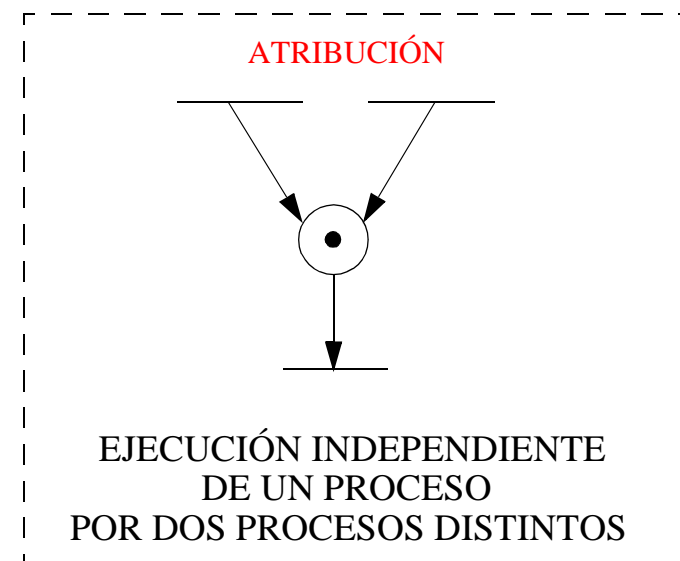 ATRIBUCIÓN
EJECUCIÓN INDEPENDIENTE
DE UN PROCESO
POR DOS PROCESOS DISTINTOS